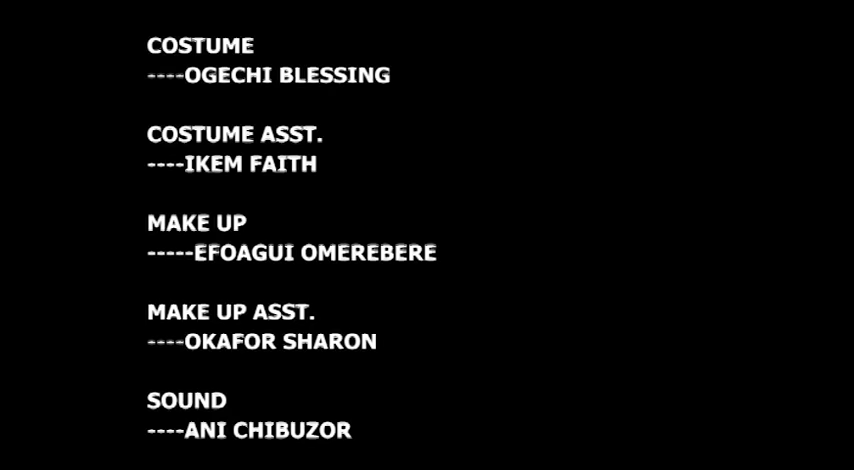 COSTUME
----OGECHI BLESSING
COSTUME ASST.
----IKEM FAITH
MAKE UP
-----EFOAGUI OMEREBERE
MAKE UP ASST.
----OKAFOR SHARON
SOUND
----ANI CHIBUZOR